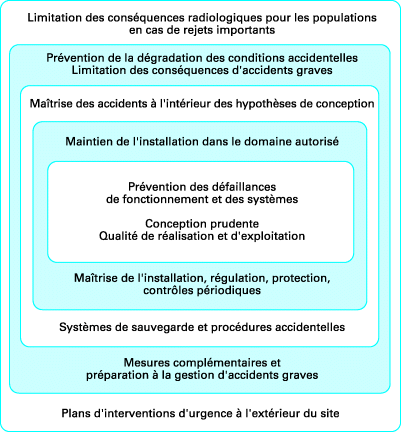 Limitation des conséquences radiologiques pour les populations
en cas de rejets importants
Prévention de la dégradation des conditions accidentelles
Limitation des conséquences d'accidents graves
Maîtrise des accidents à l'intérieur des hypothèses de conception
Maintien de l'installation dans le domaine autorisé
Prévention des défaillances
de fonctionnement et des systèmes
Conception prudente
Qualité de réalisation et d'exploitation
Maîtrise de l'installation, régulation, protection,
contrôles périodiques
Systèmes de sauvegarde et procédures accidentelles
Mesures complémentaires et
préparation à la gestion d'accidents graves
Plans d'interventions d'urgence à l'extérieur du site